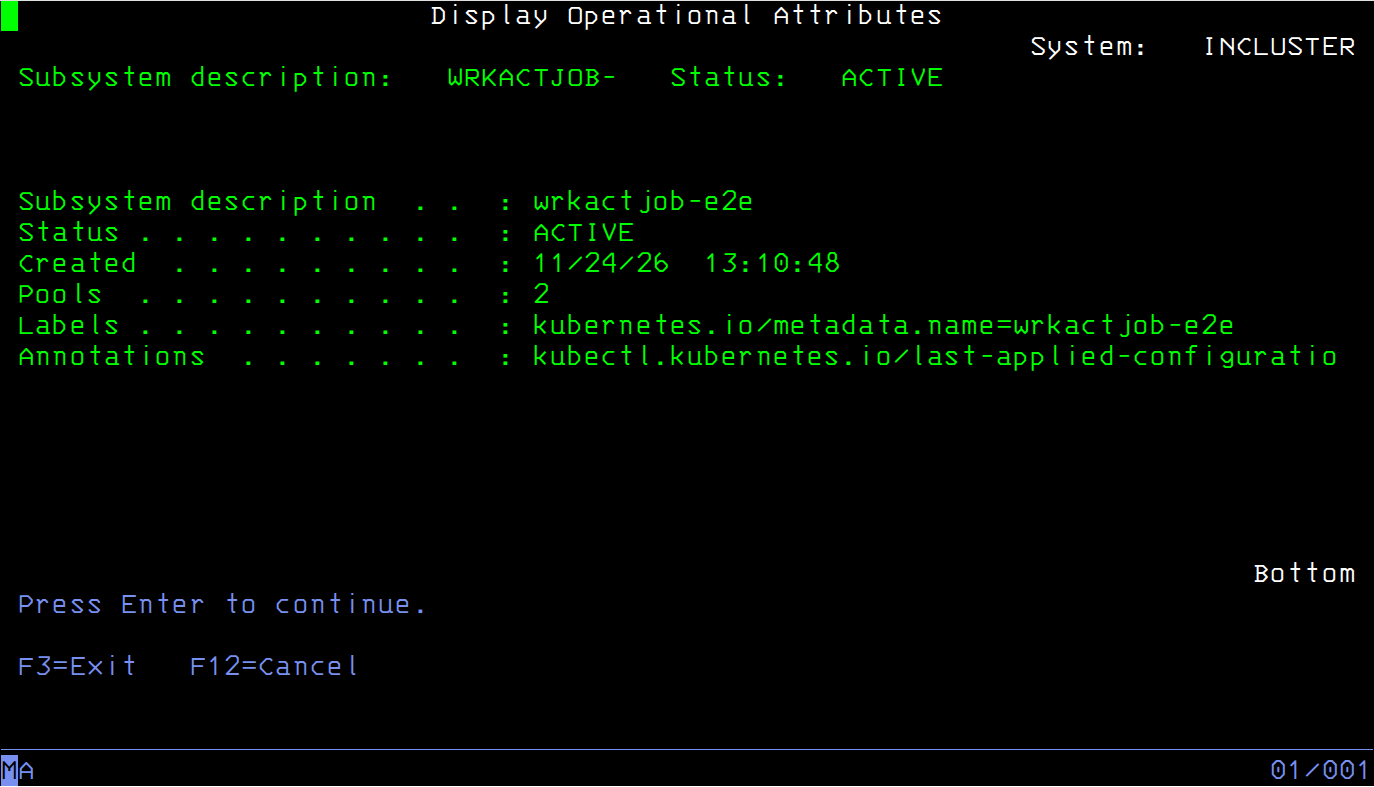 Display Operational Attributes
System:   INCLUSTER
Subsystem description:   WRKACTJOB-   Status:   ACTIVE
Subsystem description  . .  : wrkactjob-e2e
Status . . . . . . . . . .  : ACTIVE
Created  . . . . . . . . .  : 11/24/26  13:10:48
Pools  . . . . . . . . . .  : 2
Labels . . . . . . . . . .  : kubernetes.io/metadata.name=wrkactjob-e2e
Annotations  . . . . . . .  : kubectl.kubernetes.io/last-applied-configuratio
Bottom
Press Enter to continue.
F3=Exit   F12=Cancel
MA   01/001